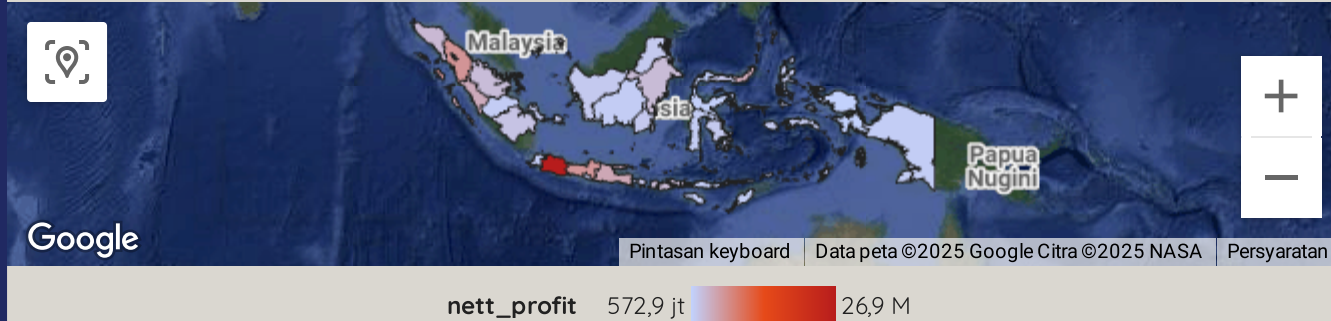 Malaysia
sia
Papua
Nugini
Google
Pintasan keyboard
Data peta ©2025 Google Citra ©2025 NASA
Persyaratan
nett_profit 572,9 jt 26,9 M